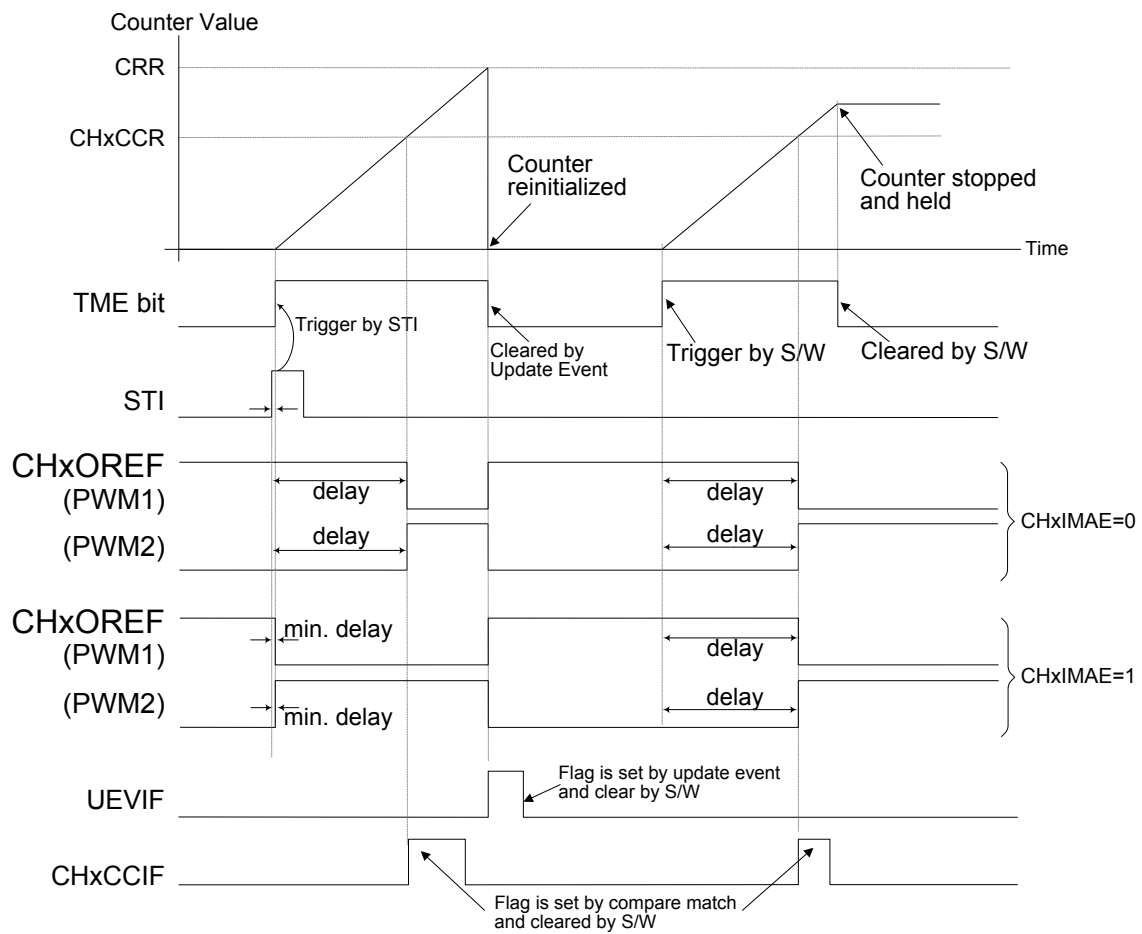 Counter Value
CRR
CHxCCR
Counter
reinitialized
Counter stopped
and held
Time
TME bit
Trigger by STI
Cleared by
Update Event
Trigger by S/W
Cleared by S/W
STI
CHxOREF
(PWM1)
delay
delay
(PWM2)
delay
delay
CHxIMAE=0
CHxOREF
(PWM1)
min. delay
delay
(PWM2)
min. delay
delay
CHxIMAE=1
UEVIF
Flag is set by update event
and clear by S/W
CHxCCIF
Flag is set by compare match
and cleared by S/W